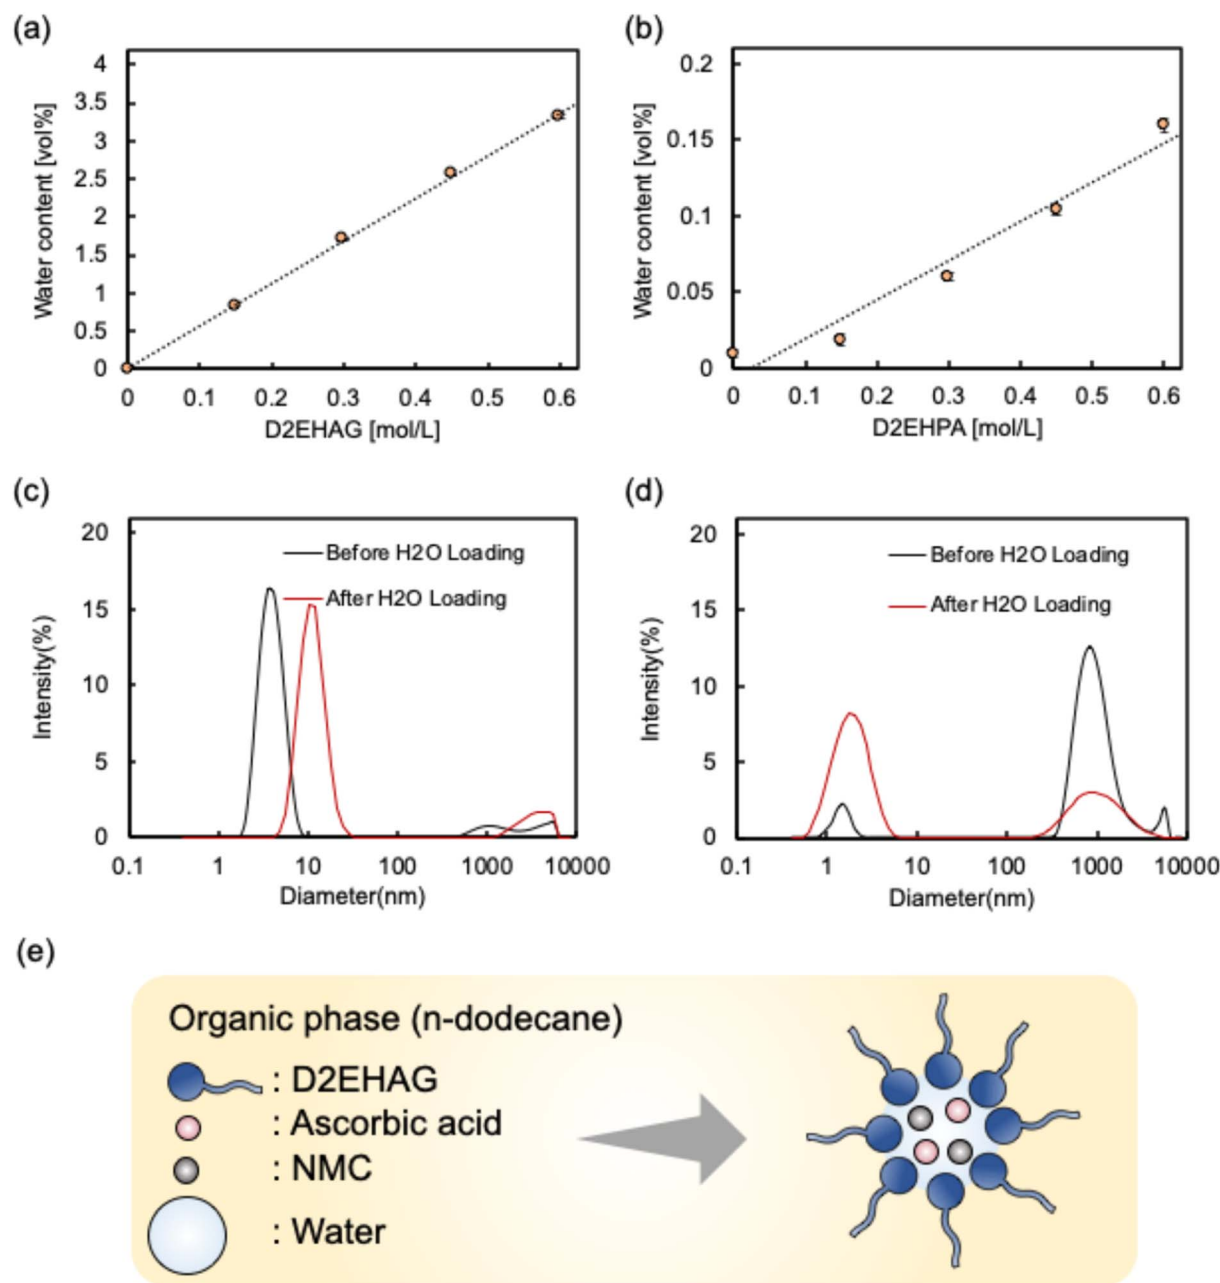 (a)
4
3.5
3
2.5
2
1.5
1
0.5
0
Water content [vol%]
0 0.1 0.2 0.3 0.4 0.5 0.6
D2EHAG [mol/L]
(b)
0.2
0.15
0.1
0.05
0
Water content [vol%]
0 0.1 0.2 0.3 0.4 0.5 0.6
D2EHPA [mol/L]
(c)
20
15
10
5
0
Intensity(%)
Before H2O Loading
After H2O Loading
0.1 1 10 100 1000 10000
Diameter(nm)
(d)
20
15
10
5
0
Intensity(%)
Before H2O Loading
After H2O Loading
0.1 1 10 100 1000 10000
Diameter(nm)
(e)
Organic phase (n-dodecane)
: D2EHAG
: Ascorbic acid
: NMC
: Water